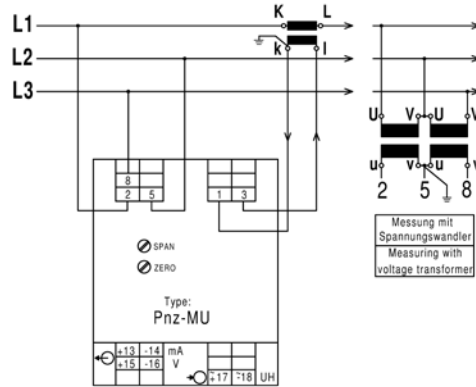 L1
K
L
L2
k
l
L3
U
V
U
V
u
v
u
v
2
5
8
8
2
5
1
3
Messung mit
Spannungswandler
Measuring with
voltage transformer
SPAN
ZERO
Type:
Pnz-MU
+13 -14 mA
+15 -16 V
+17 -18 UH